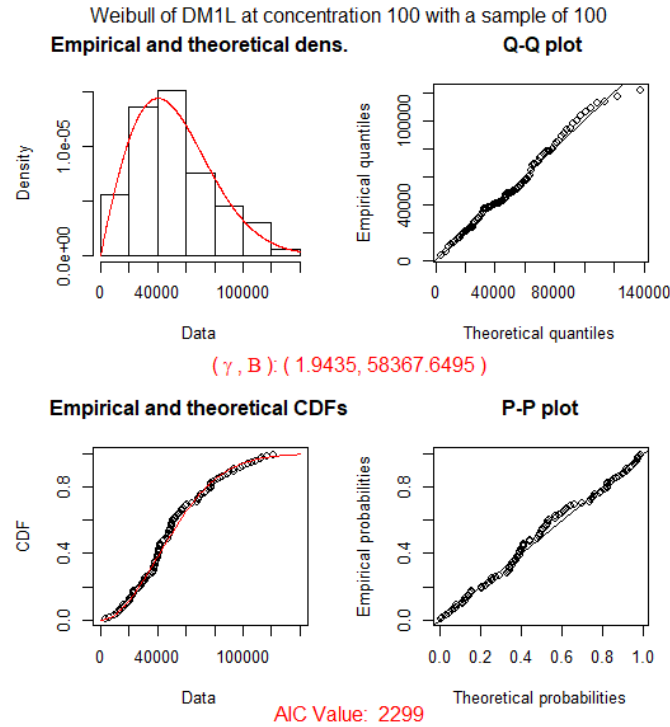 Weibull of DM1L at concentration 100 with a sample of 100
Empirical and theoretical dens.
Density
0.0e+00 1.0e-05
0 40000 100000
Data
Q-Q plot
Empirical quantiles
0 40000 100000
0 40000 80000 140000
Theoretical quantiles
( γ , B ): ( 1.9435, 58367.6495 )
Empirical and theoretical CDFs
CDF
0.0 0.4 0.8
0 40000 100000
Data
P-P plot
Empirical probabilities
0.0 0.4 0.8
0.0 0.2 0.4 0.6 0.8 1.0
Theoretical probabilities
AIC Value: 2299